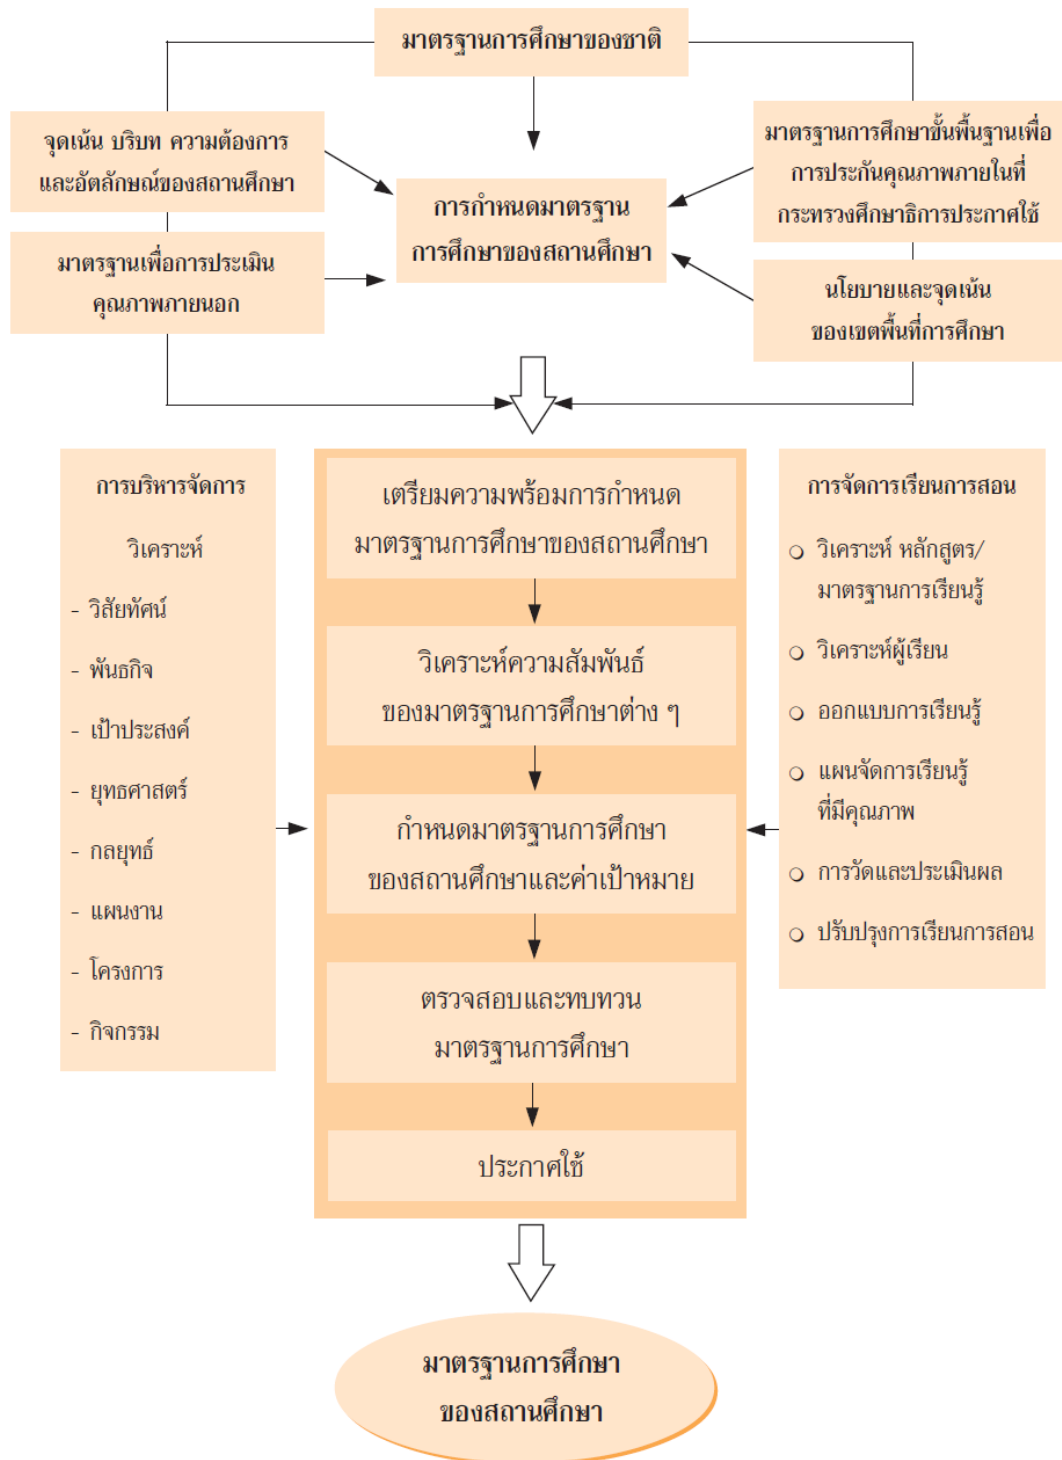 มาตรฐานการศึกษาของชาติ
จุดเน้น บริบท ความต้องการ
และอัตลักษณ์ของสถานศึกษา
มาตรฐานการศึกษาขั้นพื้นฐานเพื่อ
การประกันคุณภาพภายในที่
กระทรวงศึกษาธิการประกาศใช้
การกำหนดมาตรฐาน
การศึกษาของสถานศึกษา
มาตรฐานเพื่อการประเมิน
คุณภาพภายนอก
นโยบายและจุดเน้น
ของเขตพื้นที่การศึกษา
การบริหารจัดการ
วิเคราะห์
- วิสัยทัศน์
- พันธกิจ
- เป้าประสงค์
- ยุทธศาสตร์
- กลยุทธ์
- แผนงาน
- โครงการ
- กิจกรรม
เตรียมความพร้อมการกำหนด
มาตรฐานการศึกษาของสถานศึกษา
วิเคราะห์ความสัมพันธ์
ของมาตรฐานการศึกษาต่าง ๆ
กำหนดมาตรฐานการศึกษา
ของสถานศึกษาและค่าเป้าหมาย
ตรวจสอบและทบทวน
มาตรฐานการศึกษา
ประกาศใช้
การจัดการเรียนการสอน
❍ วิเคราะห์ หลักสูตร/
มาตรฐานการเรียนรู้
❍ วิเคราะห์ผู้เรียน
❍ ออกแบบการเรียนรู้
❍ แผนจัดการเรียนรู้
ที่มีคุณภาพ
❍ การวัดและประเมินผล
❍ ปรับปรุงการเรียนการสอน
มาตรฐานการศึกษา
ของสถานศึกษา